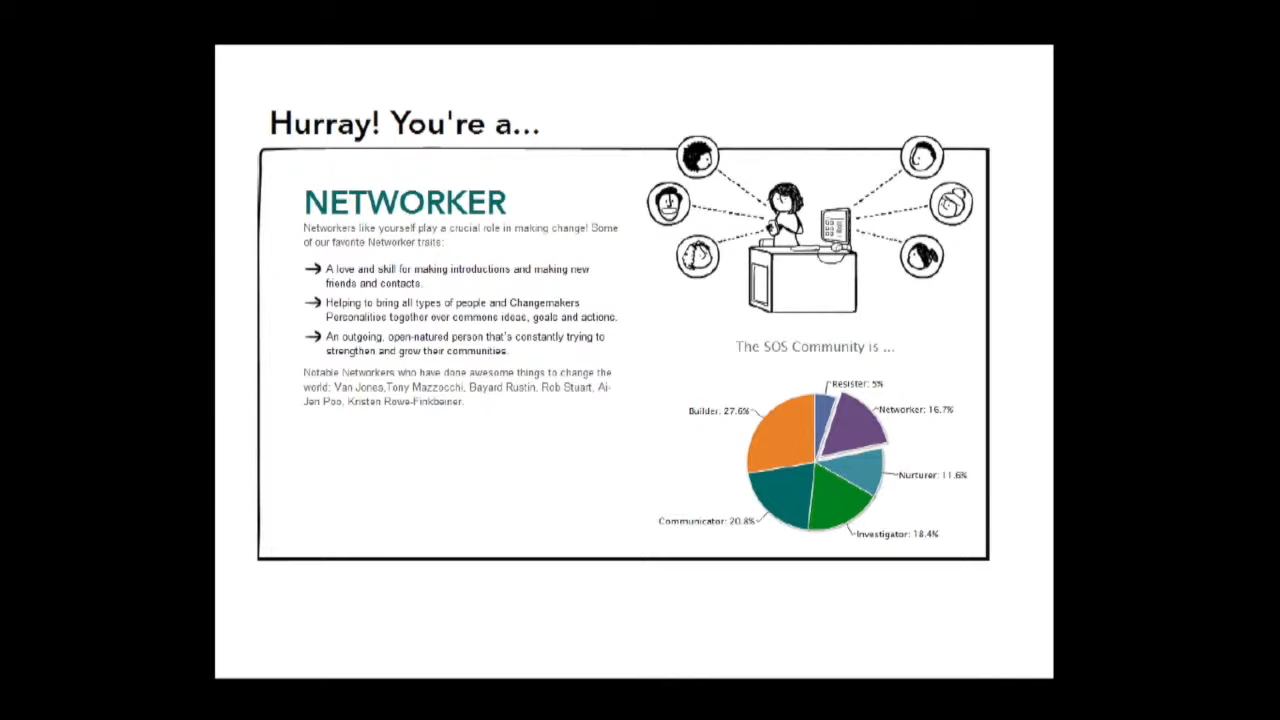 Hurray! You're a...
NETWORKER
Networkers like yourself play a crucial role in making change! Some
of our favorite Networker traits:
A love and skill for making introductions and making new
friends and contacts.
Helping to bring all types of people and Changemakers
Personalities together over commons ideas, goals and actions.
An outgoing, open-natured person that's constantly trying to
strengthen and grow their communities.
Notable Networkers who have done awesome things to change the
world: Van Jones,Tony Mazzocchi, Bayard Rustin, Rob Stuart, Ai-
Jen Poo, Kristen Rowe-Finkbeiner.
The SOS Community is ...
Resister: 5%
Builder: 27.6%
Networker: 16.7%
Nurturer: 11.6%
Communicator: 20.8%
Investigator: 18.4%